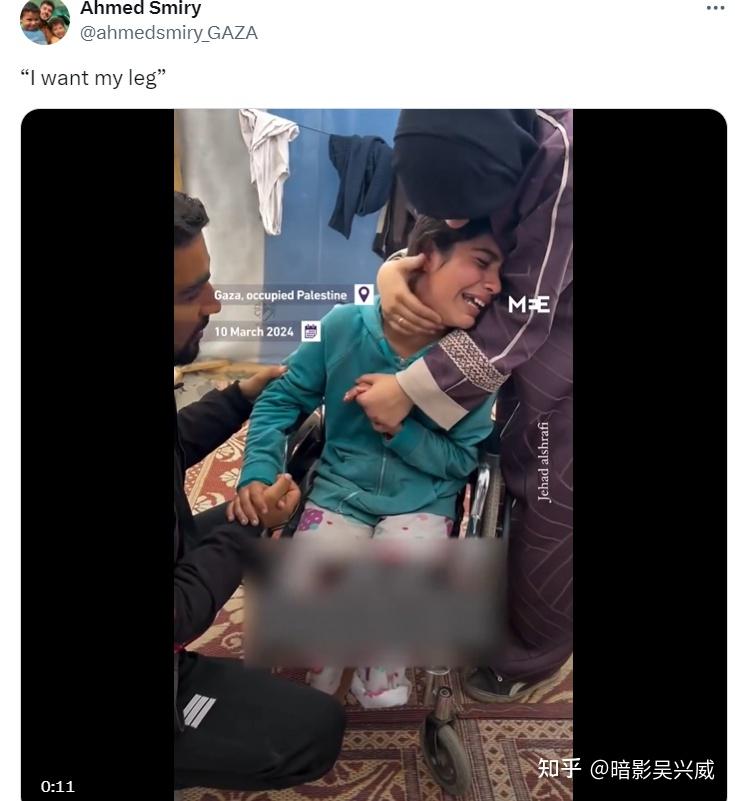 Ahmed Smiry
@ahmedsmiry_GAZA
“I want my leg”
Gaza, occupied Palestine
10 March 2024
MEE
Jehad alshrafi
0:11
知乎 @暗影吴兴威